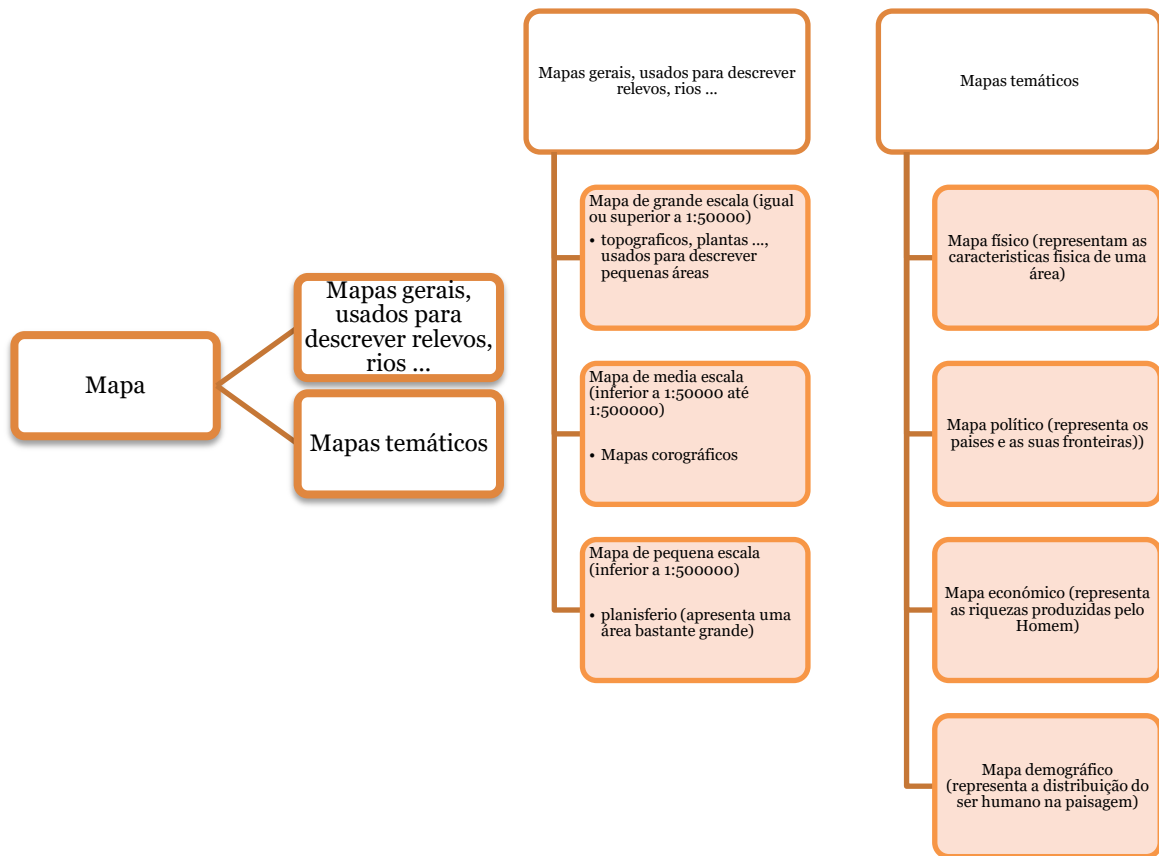 Mapa
Mapas gerais,
usados para
descrever relevos,
rios ...
Mapas temáticos
Mapas gerais, usados para descrever
relevos, rios ...
Mapa de grande escala (igual
ou superior a 1:50000)
• topograficos, plantas ...,
usados para descrever
pequenas áreas
Mapa de media escala
(inferior a 1:50000 até
1:500000)
• Mapas corográficos
Mapa de pequena escala
(inferior a 1:500000)
• planisferio (apresenta uma
área bastante grande)
Mapas temáticos
Mapa físico (representam as
caracteristicas fisica de uma
área)
Mapa político (representa os
paises e as suas fronteiras))
Mapa económico (representa
as riquezas produzidas pelo
Homem)
Mapa demográfico
(representa a distribuição do
ser humano na paisagem)